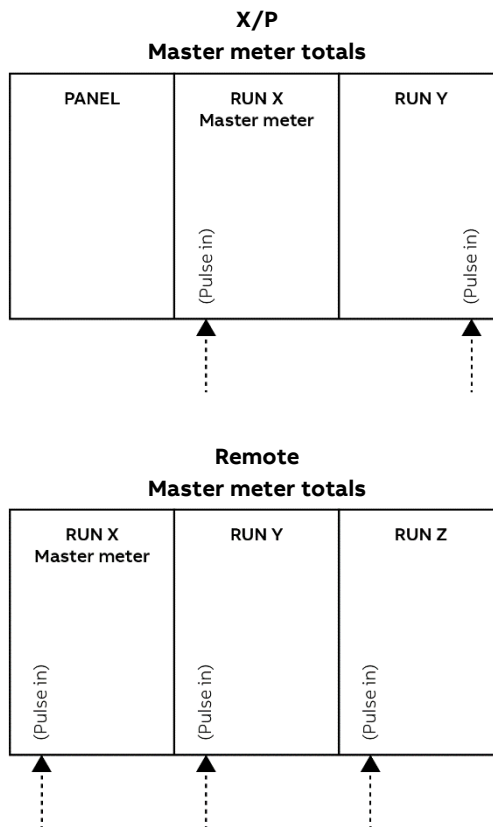 X/P
Master meter totals
PANEL
RUN X
Master meter
RUN Y
(Pulse in)
(Pulse in)
Remote
Master meter totals
RUN X
Master meter
RUN Y
RUN Z
(Pulse in)
(Pulse in)
(Pulse in)